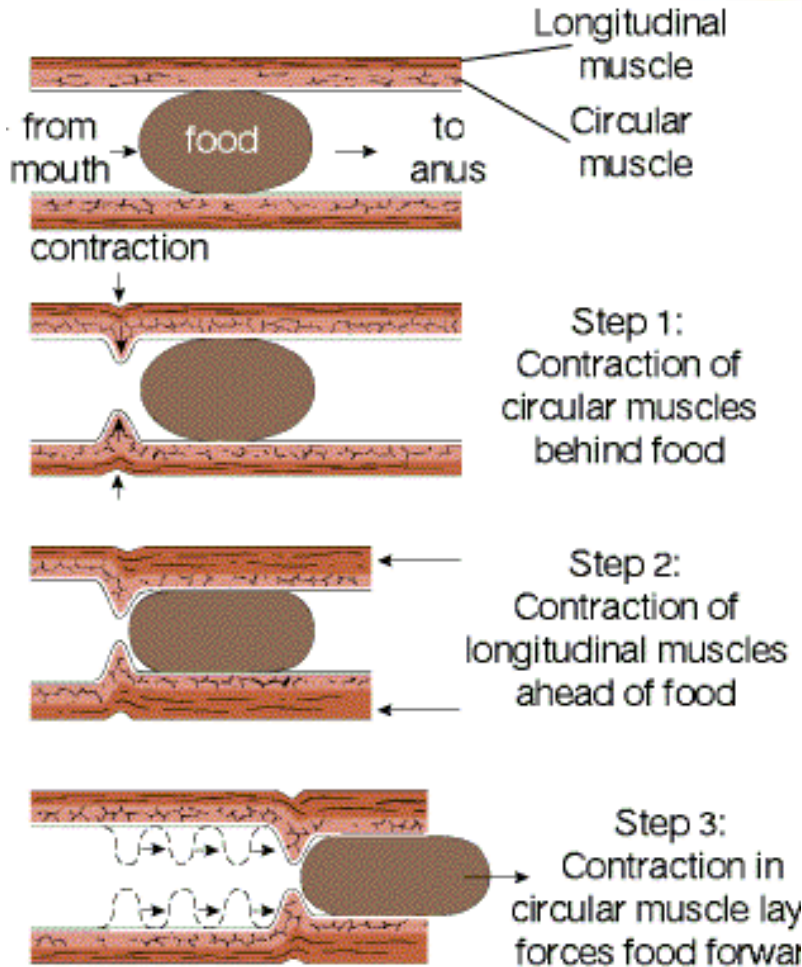 Longitudinal
muscle
Circular
muscle
from
mouth
food
to
anus
contraction
Step 1:
Contraction of
circular muscles
behind food
Step 2:
Contraction of
longitudinal muscles
ahead of food
Step 3:
Contraction in
circular muscle lay
forces food forwar